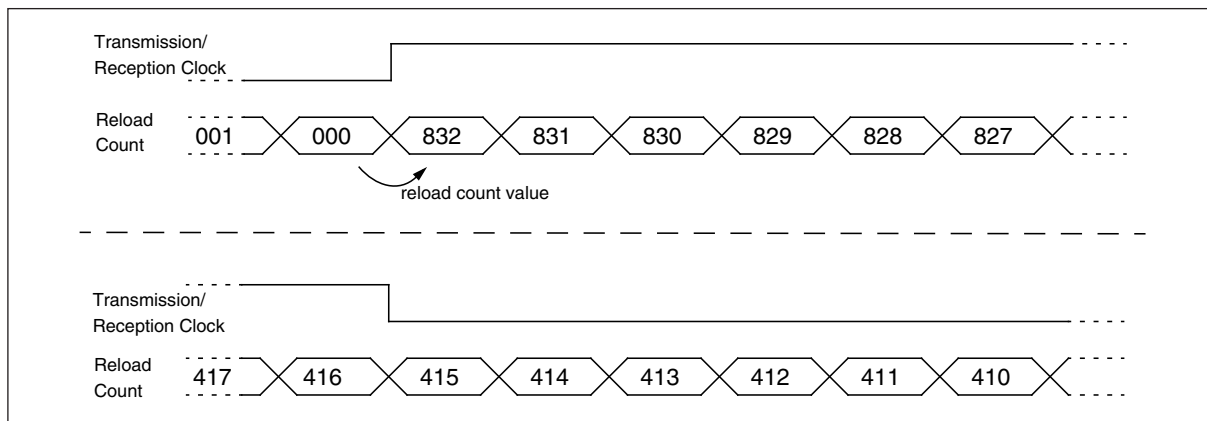 Transmission/
Reception Clock
Reload
Count
001 000 832 831 830 829 828 827
reload count value
Transmission/
Reception Clock
Reload
Count
417 416 415 414 413 412 411 410